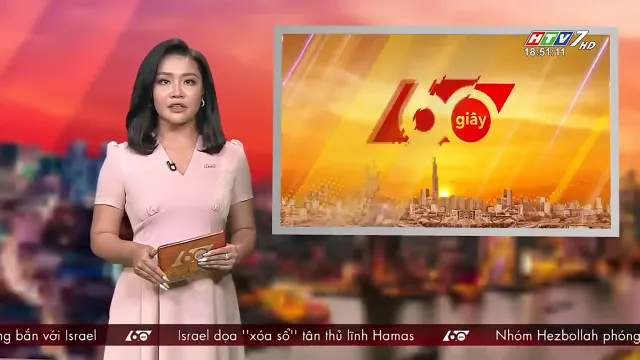 HTV7 HD
18:51:11
60 giây
ng bắn với Israel
60 Israel dọa "xóa sổ" tân thủ lĩnh Hamas 60 Nhóm Hezbollah phóng